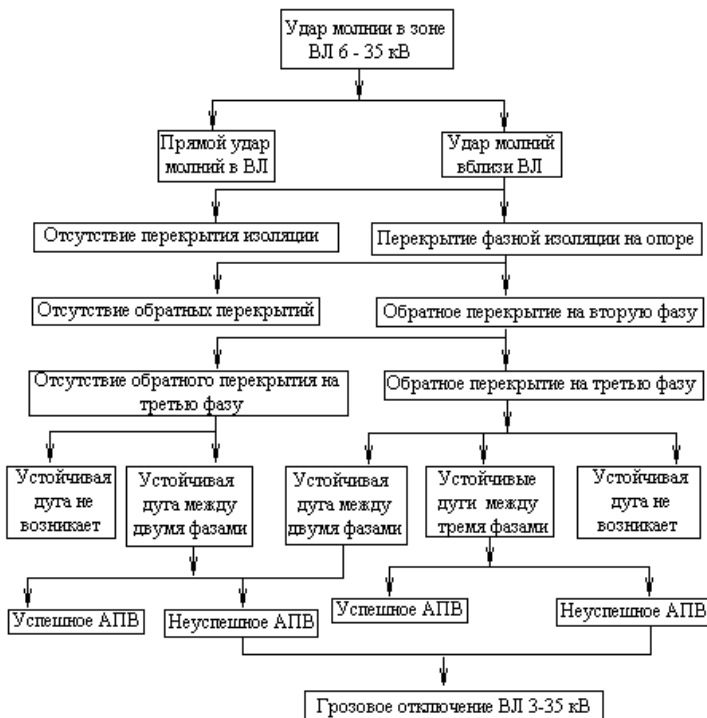 Удар молнии в зоне
ВЛ 6 - 35 кВ
Прямой удар
молний в ВЛ
Удар молний
вблизи ВЛ
Отсутствие перекрытия изоляции
Перекрытие фазной изоляции на опоре
Отсутствие обратных перекрытий
Обратное перекрытие на вторую фазу
Отсутствие обратного перекрытия на
третью фазу
Обратное перекрытие на третью фазу
Устойчивая
дуга не
возникает
Устойчивая
дуга между
двумя фазами
Устойчивая
дуга между
двумя фазами
Устойчивые
дуги между
тремя фазами
Устойчивая
дуга не
возникает
Успешное АПВ
Неуспешное АПВ
Успешное АПВ
Неуспешное АПВ
Грозовое отключение ВЛ 3-35 кВ